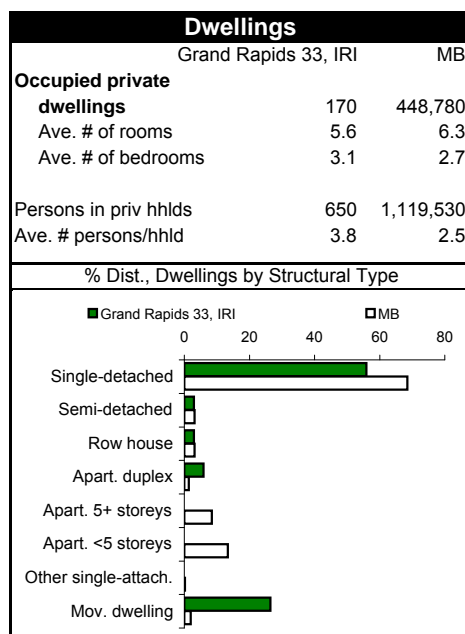 Dwellings
Grand Rapids 33, IRI MB
Occupied private
dwellings 170 448,780
Ave. # of rooms 5.6 6.3
Ave. # of bedrooms 3.1 2.7
Persons in priv hhlds 650 1,119,530
Ave. # persons/hhld 3.8 2.5
% Dist., Dwellings by Structural Type
Grand Rapids 33, IRI MB
0 20 40 60 80
Single-detached
Semi-detached
Row house
Apart. duplex
Apart. 5+ storeys
Apart. <5 storeys
Other single-attach.
Mov. dwelling